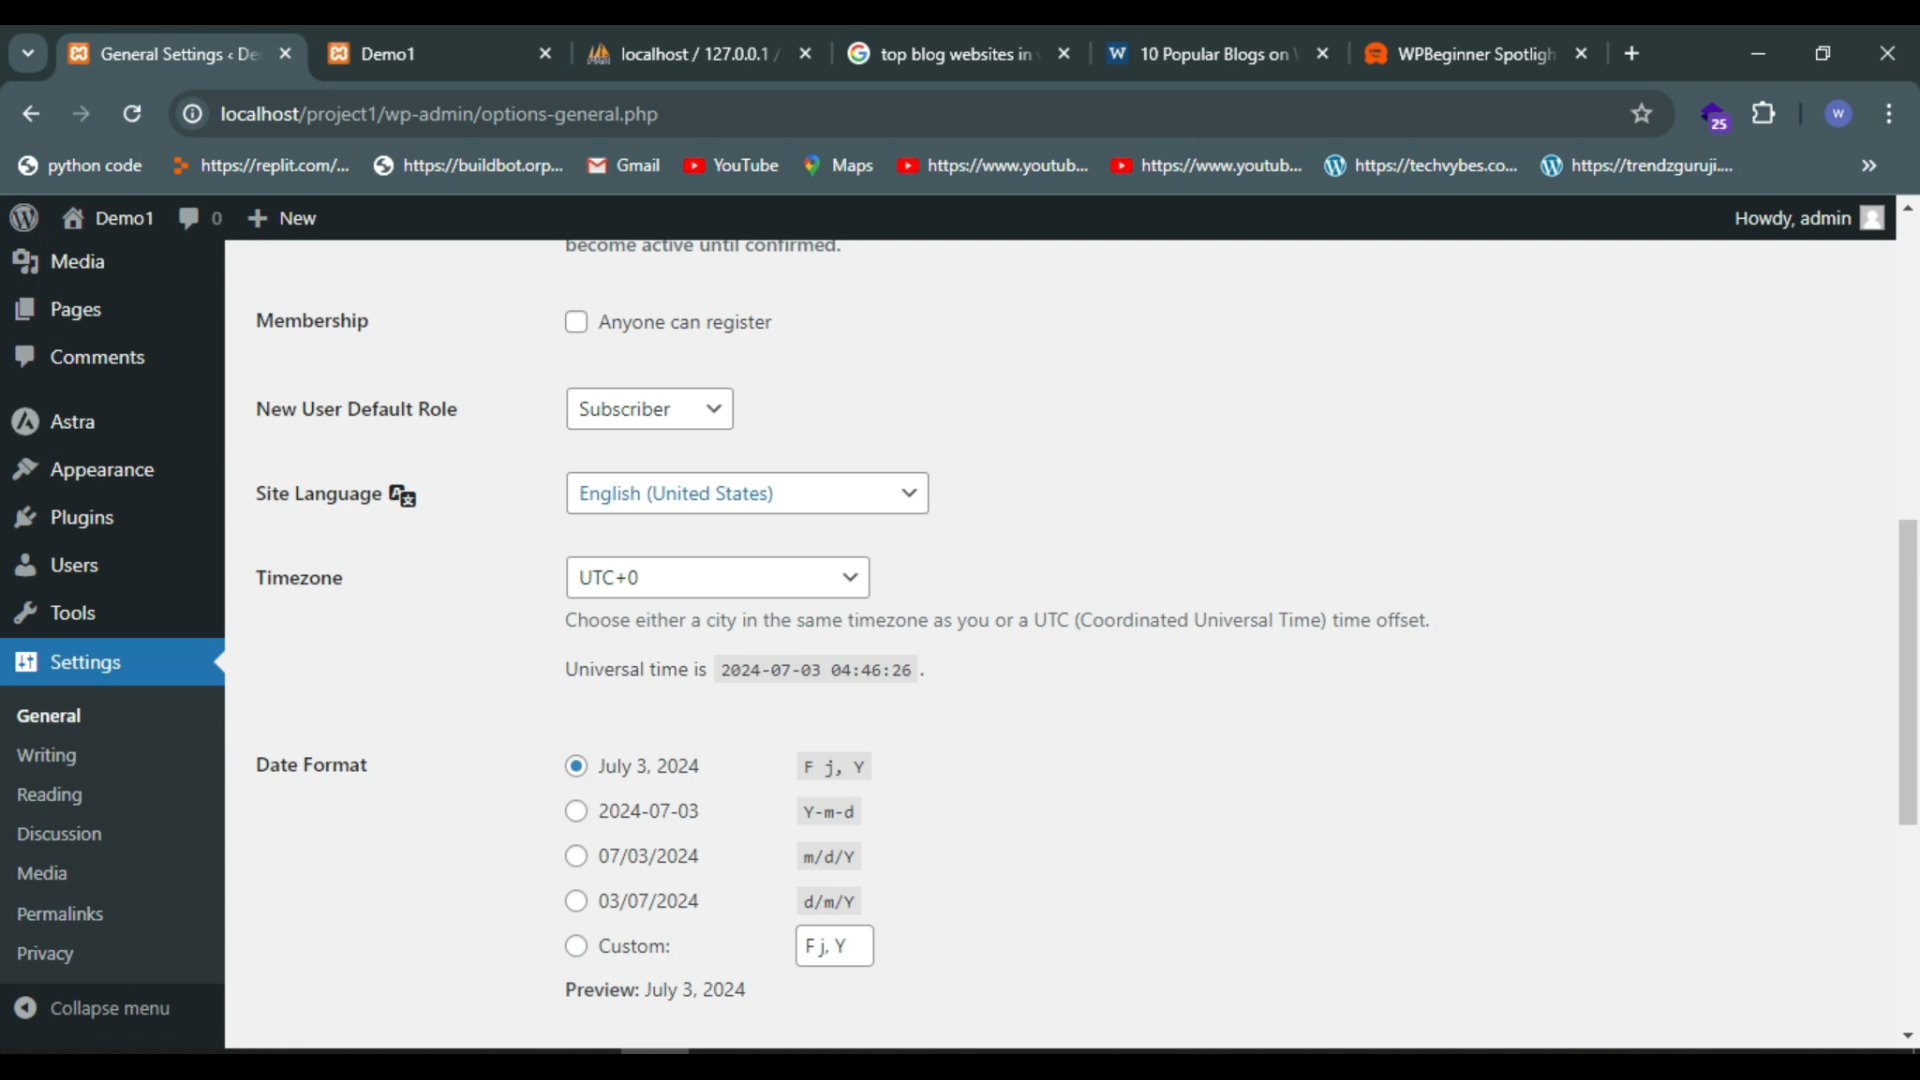 General Settings ‹ De
Demo1
localhost / 127.0.0.1 /
top blog websites in
10 Popular Blogs on
WPBeginner Spotligh
localhost/project1/wp-admin/options-general.php
25
W
python code
https://replit.com/...
https://buildbot.orp...
Gmail
YouTube
Maps
https://www.youtub...
https://www.youtub...
https://techvybes.co...
https://trendzguruji....
»
Demo1
0
New
Howdy, admin
Media
Pages
Comments
Astra
Appearance
Plugins
Users
Tools
Settings
General
Writing
Reading
Discussion
Media
Permalinks
Privacy
Collapse menu
become active until confirmed.
Membership
Anyone can register
New User Default Role
Subscriber
Site Language
English (United States)
Timezone
UTC+0
Choose either a city in the same timezone as you or a UTC (Coordinated Universal Time) time offset.
Universal time is 2024-07-03 04:46:26 .
Date Format
July 3, 2024 F j, Y
2024-07-03 Y-m-d
07/03/2024 m/d/Y
03/07/2024 d/m/Y
Custom: F j, Y
Preview: July 3, 2024